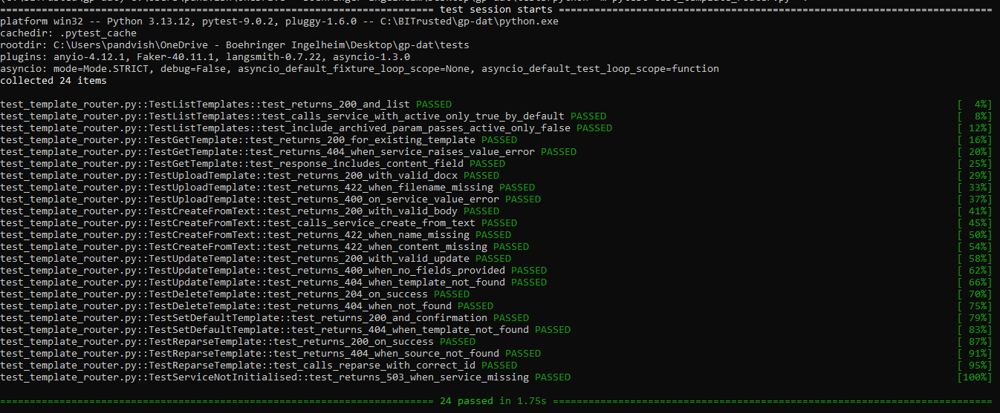 ============================================================================ test session starts ============================================================================
platform win32 -- Python 3.13.12, pytest-9.0.2, pluggy-1.6.0 -- C:\BITrusted\gp-dat\python.exe
cachedir: .pytest_cache
rootdir: C:\Users\pandvish\OneDrive - Boehringer Ingelheim\Desktop\gp-dat\tests
plugins: anyio-4.12.1, Faker-40.11.1, langsmith-0.7.22, asyncio-1.3.0
asyncio: mode=Mode.STRICT, debug=False, asyncio_default_fixture_loop_scope=None, asyncio_default_test_loop_scope=function
collected 24 items
test_template_router.py::TestListTemplates::test_returns_200_and_list PASSED [  4%]
test_template_router.py::TestListTemplates::test_calls_service_with_active_only_true_by_default PASSED [  8%]
test_template_router.py::TestListTemplates::test_include_archived_param_passes_active_only_false PASSED [ 12%]
test_template_router.py::TestGetTemplate::test_returns_200_for_existing_template PASSED [ 16%]
test_template_router.py::TestGetTemplate::test_returns_404_when_service_raises_value_error PASSED [ 20%]
test_template_router.py::TestGetTemplate::test_response_includes_content_field PASSED [ 25%]
test_template_router.py::TestUploadTemplate::test_returns_200_with_valid_docx PASSED [ 29%]
test_template_router.py::TestUploadTemplate::test_returns_422_when_filename_missing PASSED [ 33%]
test_template_router.py::TestUploadTemplate::test_returns_400_on_service_value_error PASSED [ 37%]
test_template_router.py::TestCreateFromText::test_returns_200_with_valid_body PASSED [ 41%]
test_template_router.py::TestCreateFromText::test_calls_service_create_from_text PASSED [ 45%]
test_template_router.py::TestCreateFromText::test_returns_422_when_name_missing PASSED [ 50%]
test_template_router.py::TestCreateFromText::test_returns_422_when_content_missing PASSED [ 54%]
test_template_router.py::TestUpdateTemplate::test_returns_200_with_valid_update PASSED [ 58%]
test_template_router.py::TestUpdateTemplate::test_returns_400_when_no_fields_provided PASSED [ 62%]
test_template_router.py::TestUpdateTemplate::test_returns_404_when_template_not_found PASSED [ 66%]
test_template_router.py::TestDeleteTemplate::test_returns_204_on_success PASSED [ 70%]
test_template_router.py::TestDeleteTemplate::test_returns_404_when_not_found PASSED [ 75%]
test_template_router.py::TestSetDefaultTemplate::test_returns_200_and_confirmation PASSED [ 79%]
test_template_router.py::TestSetDefaultTemplate::test_returns_404_when_template_not_found PASSED [ 83%]
test_template_router.py::TestReparseTemplate::test_returns_200_on_success PASSED [ 87%]
test_template_router.py::TestReparseTemplate::test_returns_404_when_source_not_found PASSED [ 91%]
test_template_router.py::TestReparseTemplate::test_calls_reparse_with_correct_id PASSED [ 95%]
test_template_router.py::TestServiceNotInitialised::test_returns_503_when_service_missing PASSED [100%]
============================================================================ 24 passed in 1.75s ============================================================================